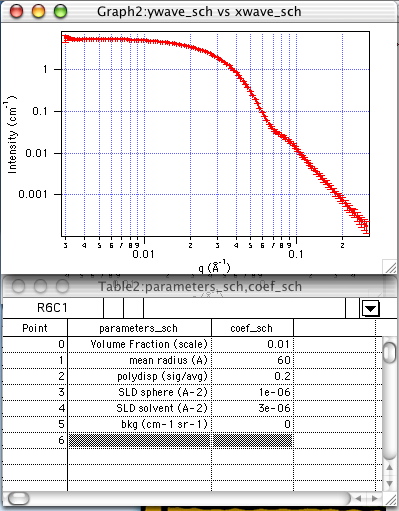 Graph2:ywave_sch vs xwave_sch
Intensity (cm⁻¹)
1
0.1
0.01
0.001
3 4 5 6 7 8 9 0.01 2 3 4 5 6 7 8 9 0.1 2
q (Å⁻¹)
Table2:parameters_sch,coef_sch
R6C1
Point parameters_sch coef_sch
0 Volume Fraction (scale) 0.01
1 mean radius (A) 60
2 polydisp (sig/avg) 0.2
3 SLD sphere (A-2) 1e-06
4 SLD solvent (A-2) 3e-06
5 bkg (cm-1 sr-1) 0
6